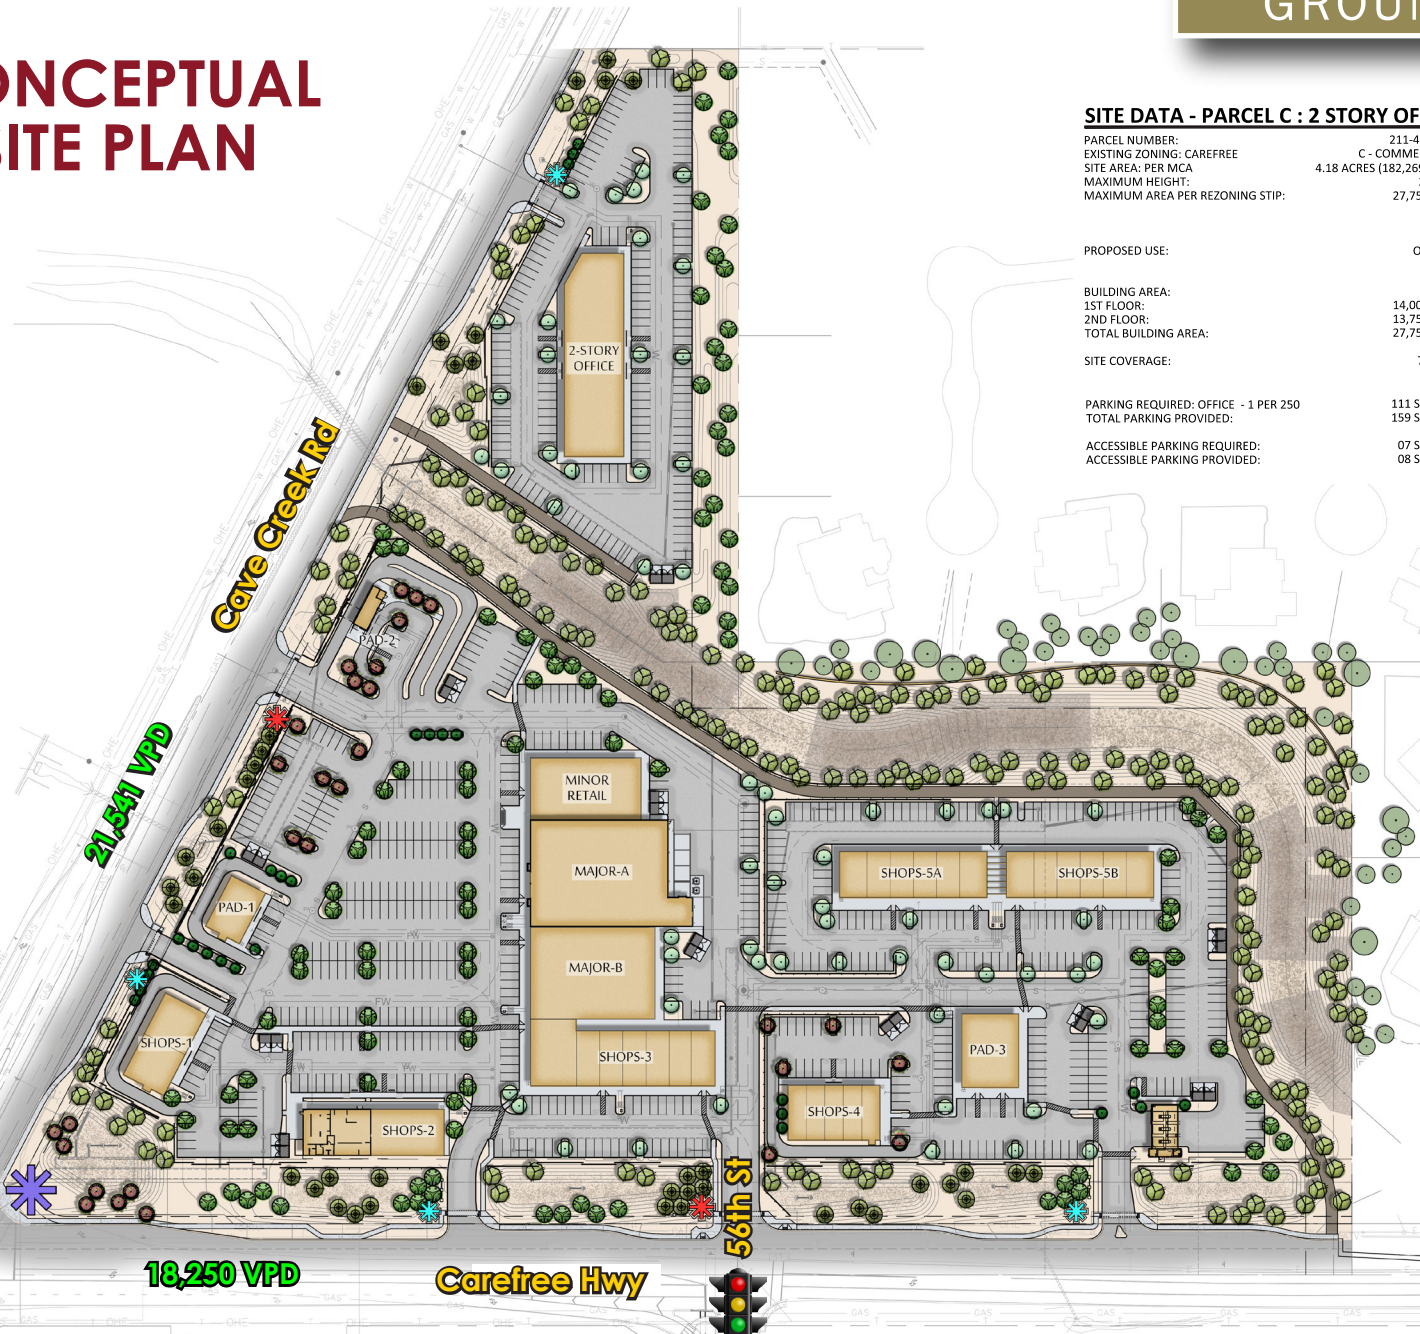 GROUN
ONCEPTUAL
SITE PLAN
SITE DATA - PARCEL C : 2 STORY OF
PARCEL NUMBER: 211-4
EXISTING ZONING: CAREFREE C - COMME
SITE AREA: PER MCA 4.18 ACRES (182,269
MAXIMUM HEIGHT:
MAXIMUM AREA PER REZONING STIP: 27,75
PROPOSED USE: O
BUILDING AREA:
1ST FLOOR: 14,00
2ND FLOOR: 13,75
TOTAL BUILDING AREA: 27,75
SITE COVERAGE: 7
PARKING REQUIRED: OFFICE - 1 PER 250 111 S
TOTAL PARKING PROVIDED: 159 S
ACCESSIBLE PARKING REQUIRED: 07 S
ACCESSIBLE PARKING PROVIDED: 08 S
2-STORY
OFFICE
Cave Creek Rd
PAD-2
21,541 VPD
MINOR
RETAIL
MAJOR-A
SHOPS-5A
SHOPS-5B
PAD-1
MAJOR-B
SHOPS-1
SHOPS-3
PAD-3
SHOPS-4
SHOPS-2
56th St
18,250 VPD
Carefree Hwy